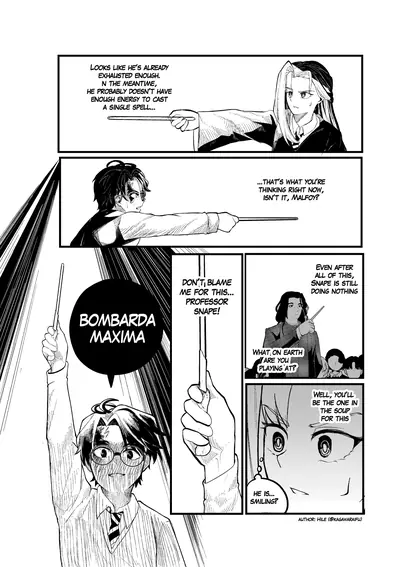 LOOKS LIKE HE'S ALREADY
EXHAUSTED ENOUGH.
N THE MEANTIME,
HE PROBABLY DOESN'T HAVE
ENOUGH ENERGY TO CAST
A SINGLE SPELL...
...THAT'S WHAT YOU'RE
THINKING RIGHT NOW,
ISN'T IT, MALFOY?
EVEN AFTER
ALL OF THIS,
SNAPE IS STILL
DOING NOTHING
WHAT ON EARTH
ARE YOU
PLAYING AT?
DON'T BLAME
ME FOR THIS...
PROFESSOR
SNAPE!
BOMBARDA
MAXIMA
WELL, YOU'LL
BE THE ONE IN
THE SOUP
FOR THIS
HE IS...
SMILING?